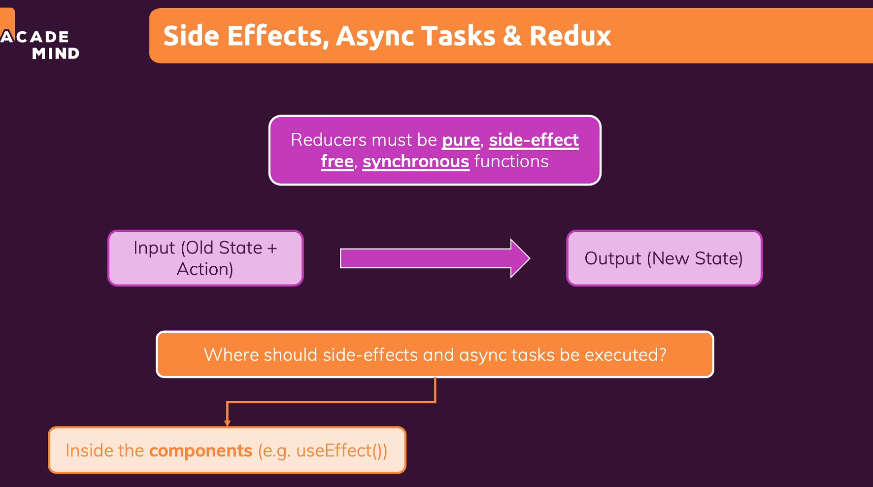 ACADE
MIND
Side Effects, Async Tasks & Redux
Reducers must be pure, side-effect
free, synchronous functions
Input (Old State +
Action)
Output (New State)
Where should side-effects and async tasks be executed?
Inside the components (e.g. useEffect())